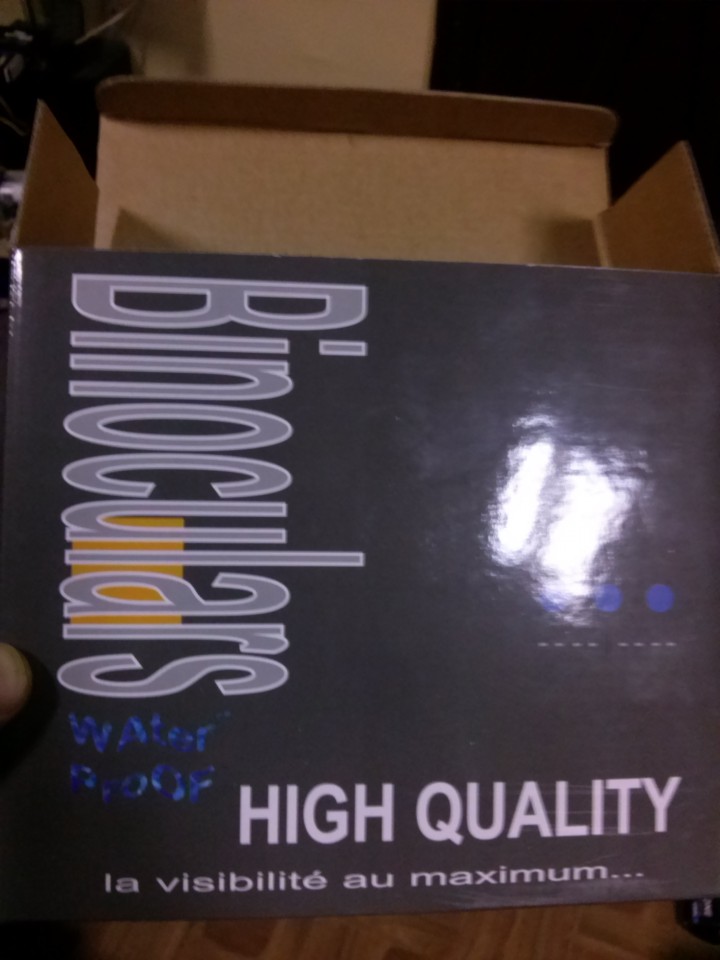 Binoculars
WAter
ProOF
HIGH QUALITY
la visibilité au maximum...